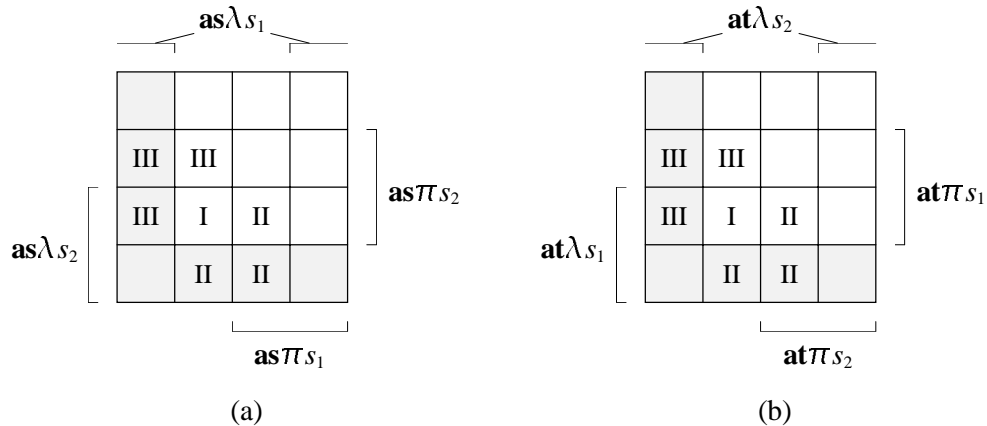 asλs₁ atλs₂
III III III III
asπs₂ atπs₁
III I II III I II
asλs₂ atλs₁
II II II II
asπs₁ atπs₂
(a) (b)